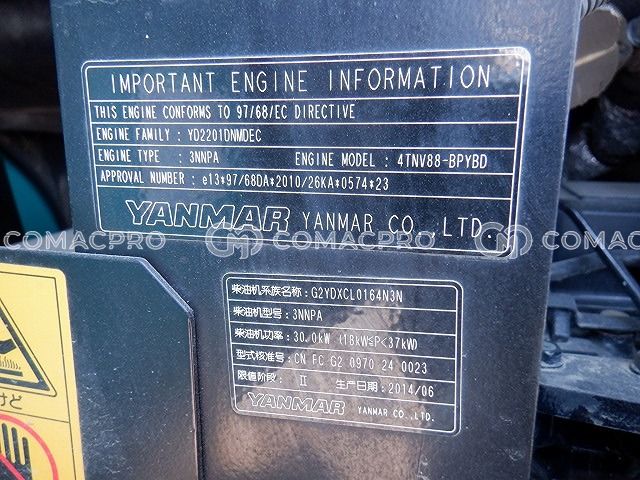 IMPORTANT ENGINE INFORMATION
THIS ENGINE CONFORMS TO 97/68/EC DIRECTIVE
ENGINE FAMILY : YD2201DNMDEC
ENGINE TYPE : 3NNPA ENGINE MODEL : 4TNV88-BPYBD
APPROVAL NUMBER : e13*97/68DA*2010/26KA*0574*23
YANMAR YANMAR CO.,LTD.
COMACPRO COMACPRO COMACPRO
柴油机系族名称: G2YDXCL0164N3N
柴油机型号: 3NNPA
柴油机功率: 30.0kW (18kW≤P<37kW)
型式核准号: CN FC G2 0970 24 0023
限值阶段: Ⅱ 生产日期: 2014/06
YANMAR YANMAR CO.,LTD.
けど